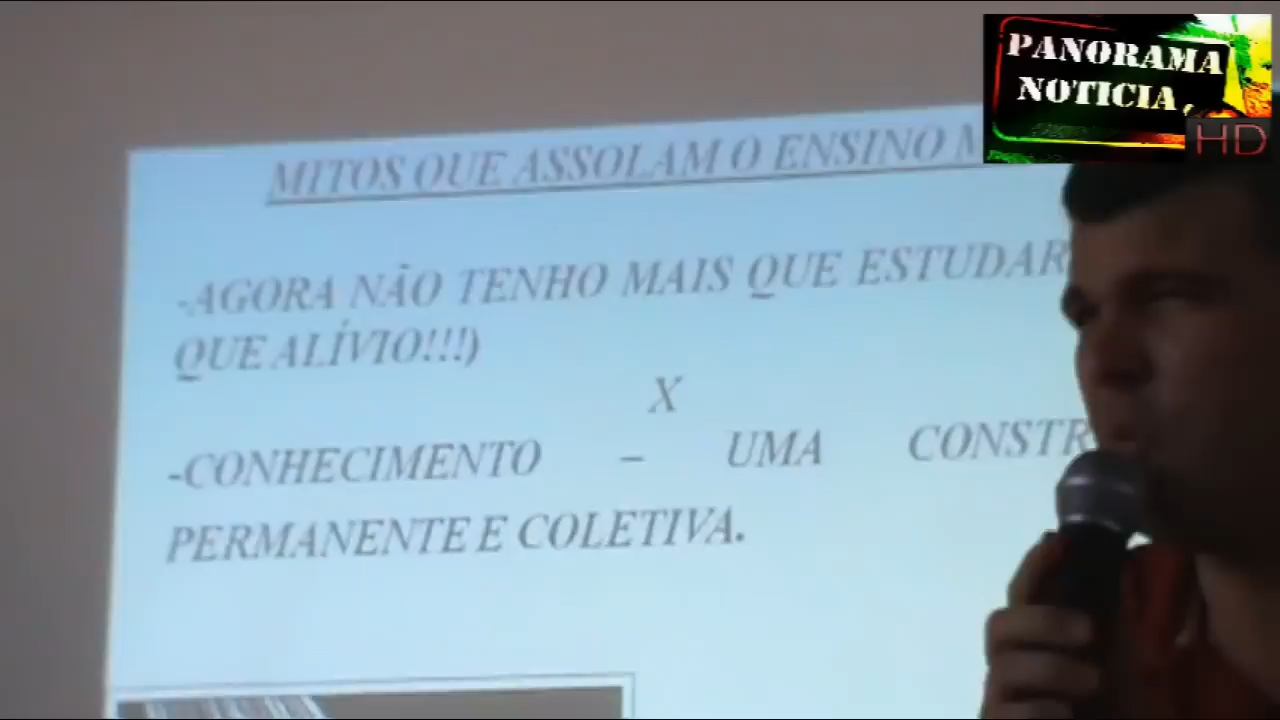 PANORAMA
NOTICIA
HD
MITOS QUE ASSOLAM O ENSINO
-AGORA NÃO TENHO MAIS QUE ESTUDAR
QUE ALÍVIO!!!)
X
-CONHECIMENTO – UMA CONSTR
PERMANENTE E COLETIVA.